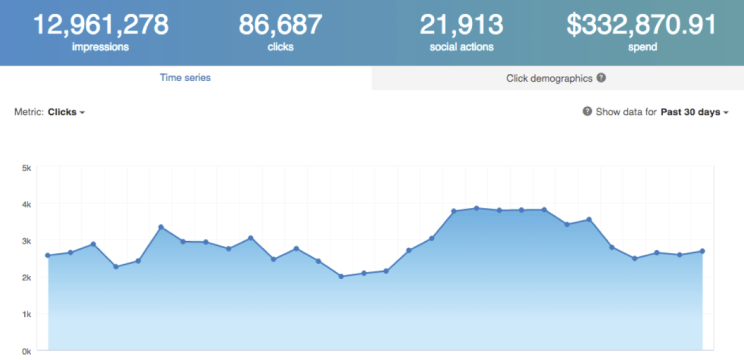 12,961,278 86,687 21,913 $332,870.91
impressions clicks social actions spend
Time series Click demographics ?
Metric: Clicks ? Show data for Past 30 days
5k
4k
3k
2k
1k
0k